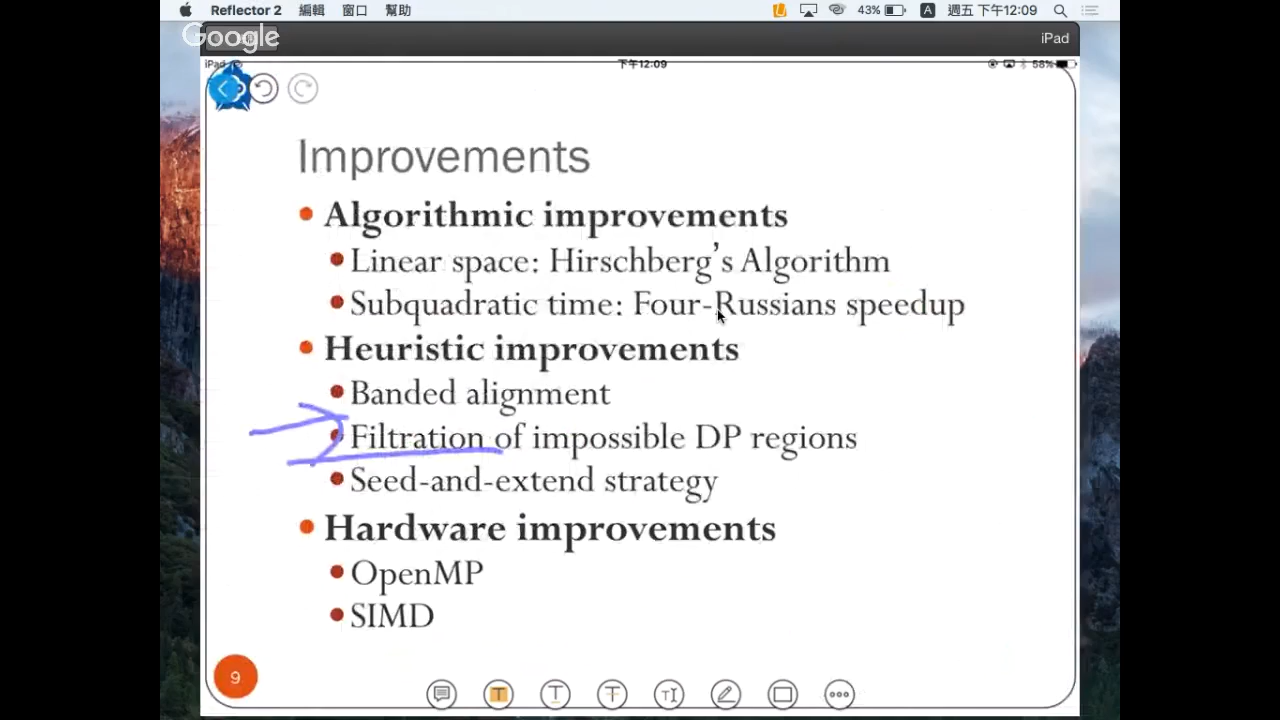 Reflector 2 編輯 窗口 幫助 43% A 週五 下午12:09
Google
iPad
iPad 下午12:09 58%
Improvements
Algorithmic improvements
Linear space: Hirschberg's Algorithm
Subquadratic time: Four-Russians speedup
Heuristic improvements
Banded alignment
Filtration of impossible DP regions
Seed-and-extend strategy
Hardware improvements
OpenMP
SIMD
9
T T T T